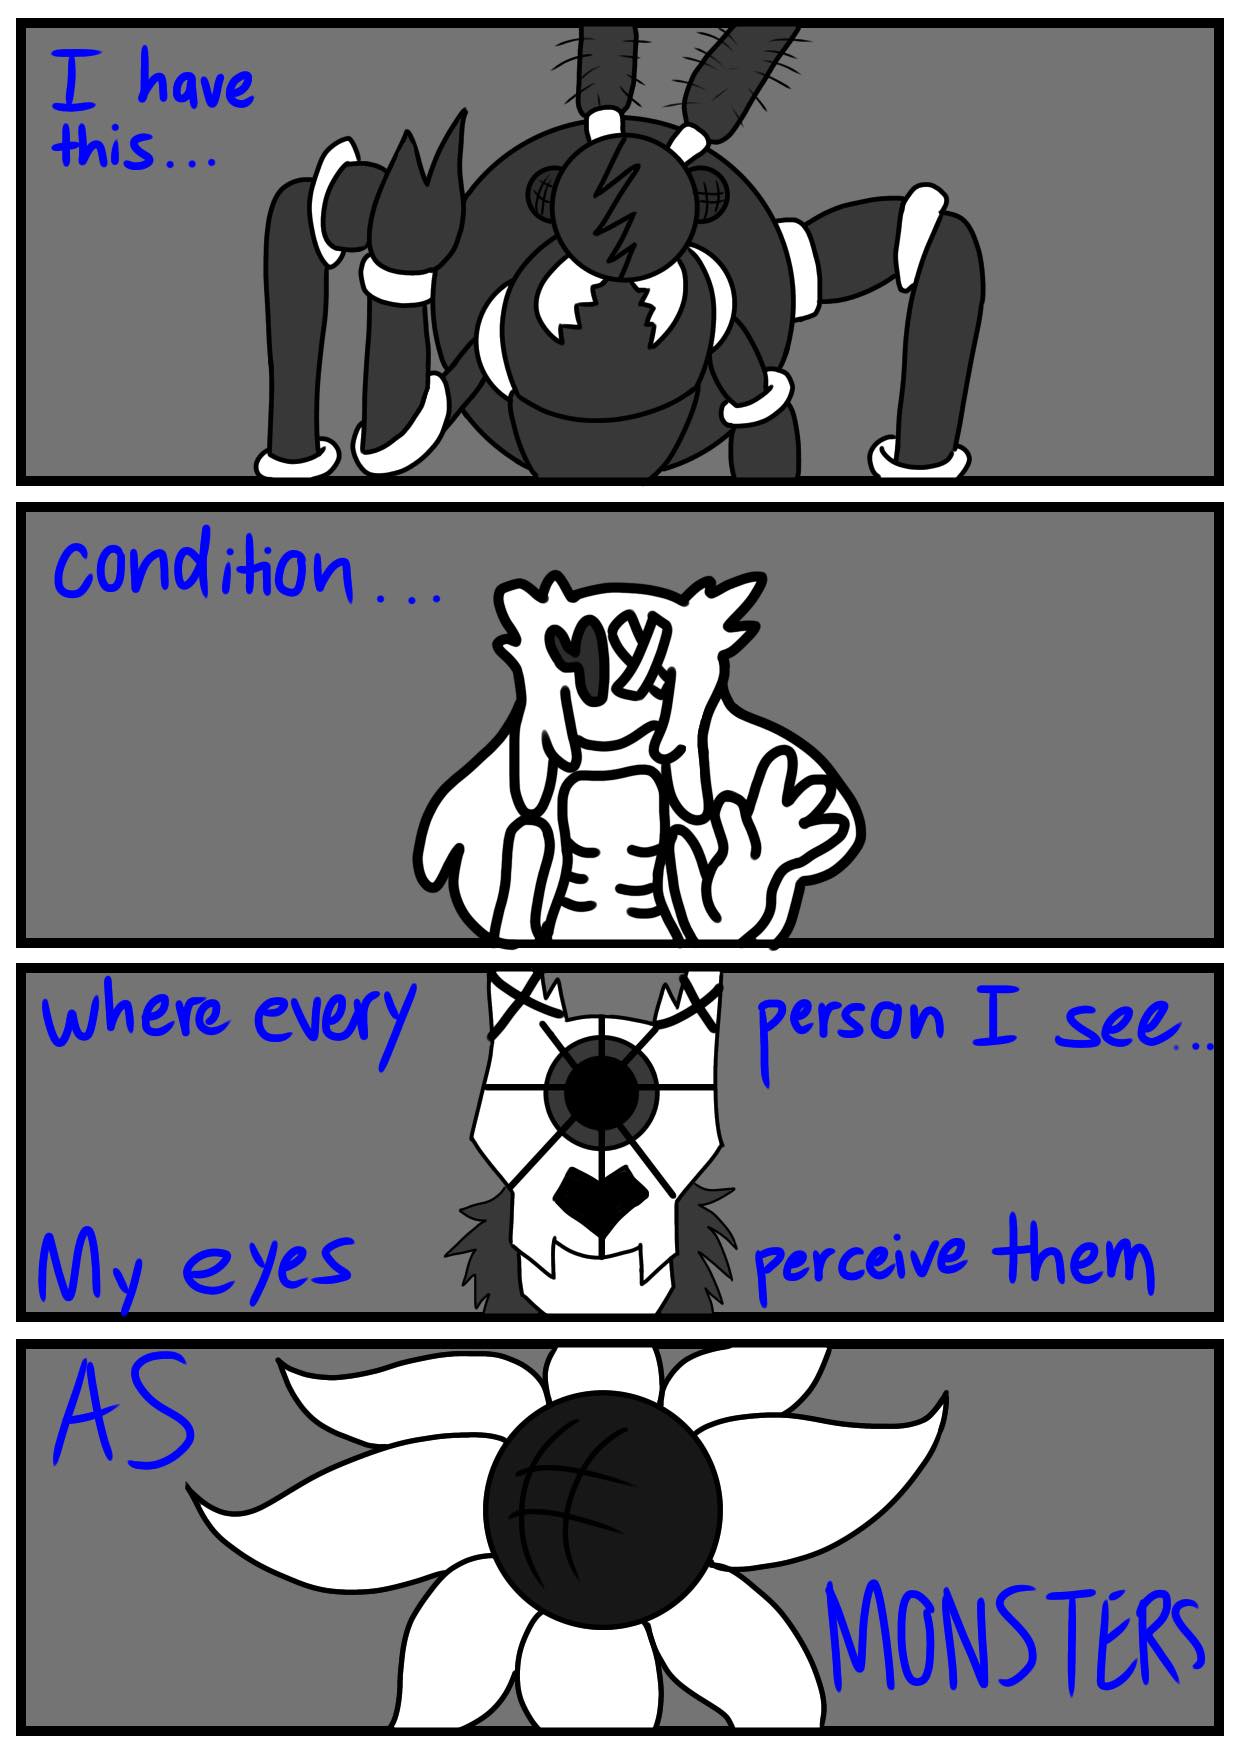 I have
this...
condition...
where every
person I see...
My eyes
perceive them
AS
MONSTERS